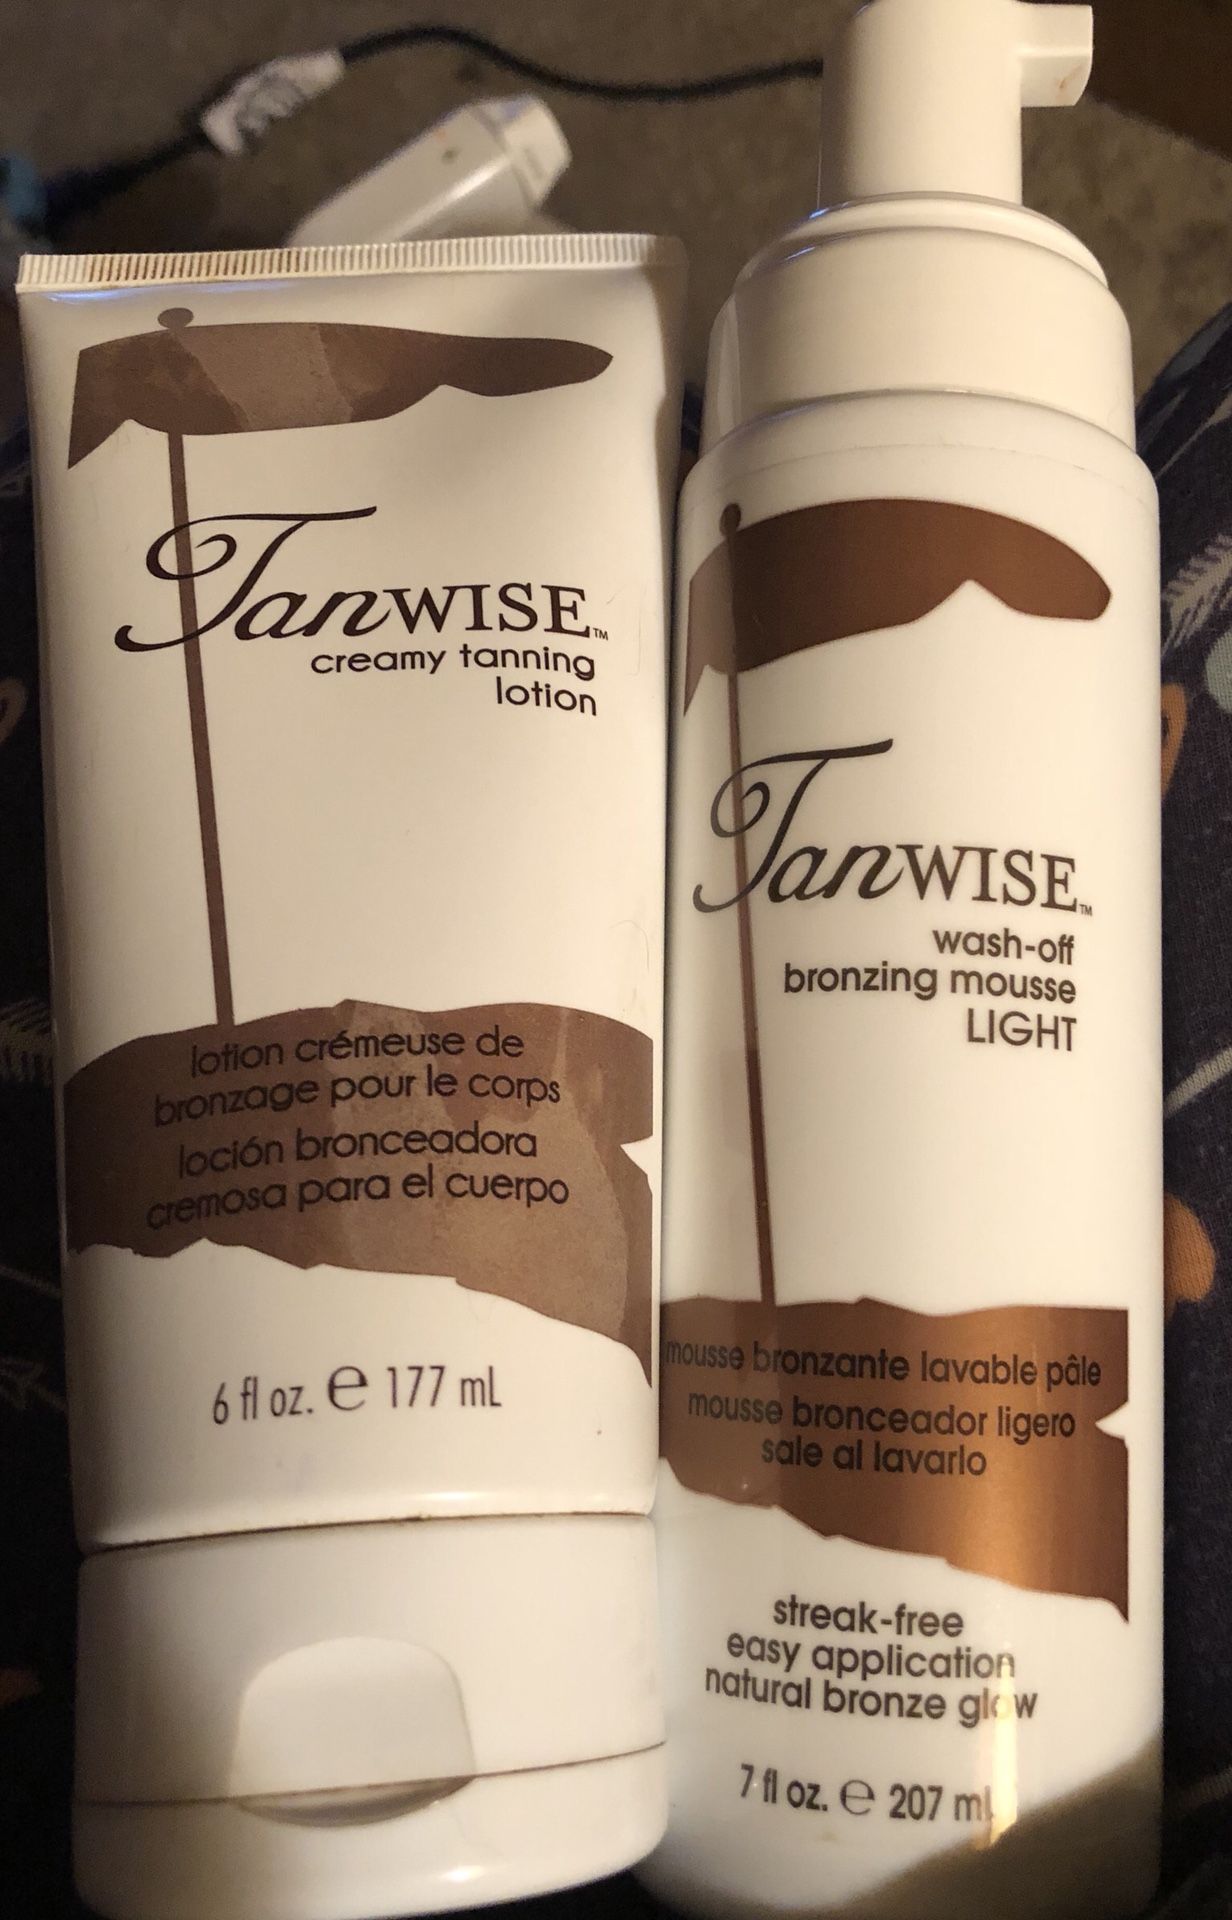 TanWISE™
creamy tanning
lotion
lotion crémeuse de
bronzage pour le corps
loción bronceadora
cremosa para el cuerpo
6 fl oz. ℮ 177 mL
TanWISE™
wash-off
bronzing mousse
LIGHT
mousse bronzante lavable pâle
mousse bronceador ligero
sale al lavarlo
streak-free
easy application
natural bronze glow
7 fl oz. ℮ 207 mL